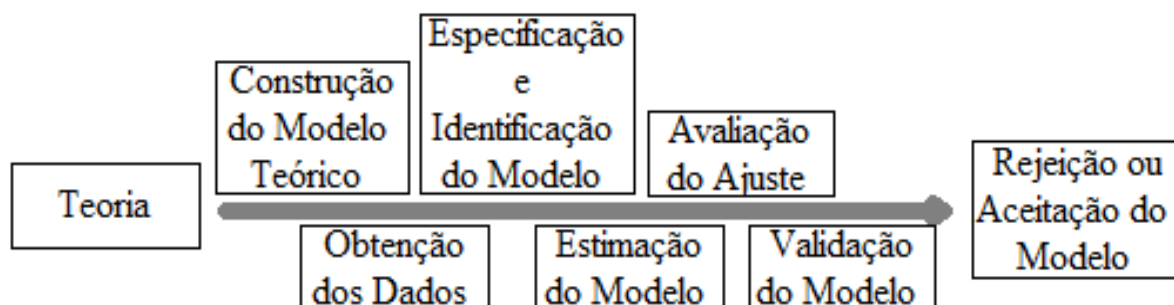 Teoria
Construção
do Modelo
Teórico
Obtenção
dos Dados
Especificação
e
Identificação
do Modelo
Estimação
do Modelo
Avaliação
do Ajuste
Validação
do Modelo
Rejeição ou
Aceitação do
Modelo